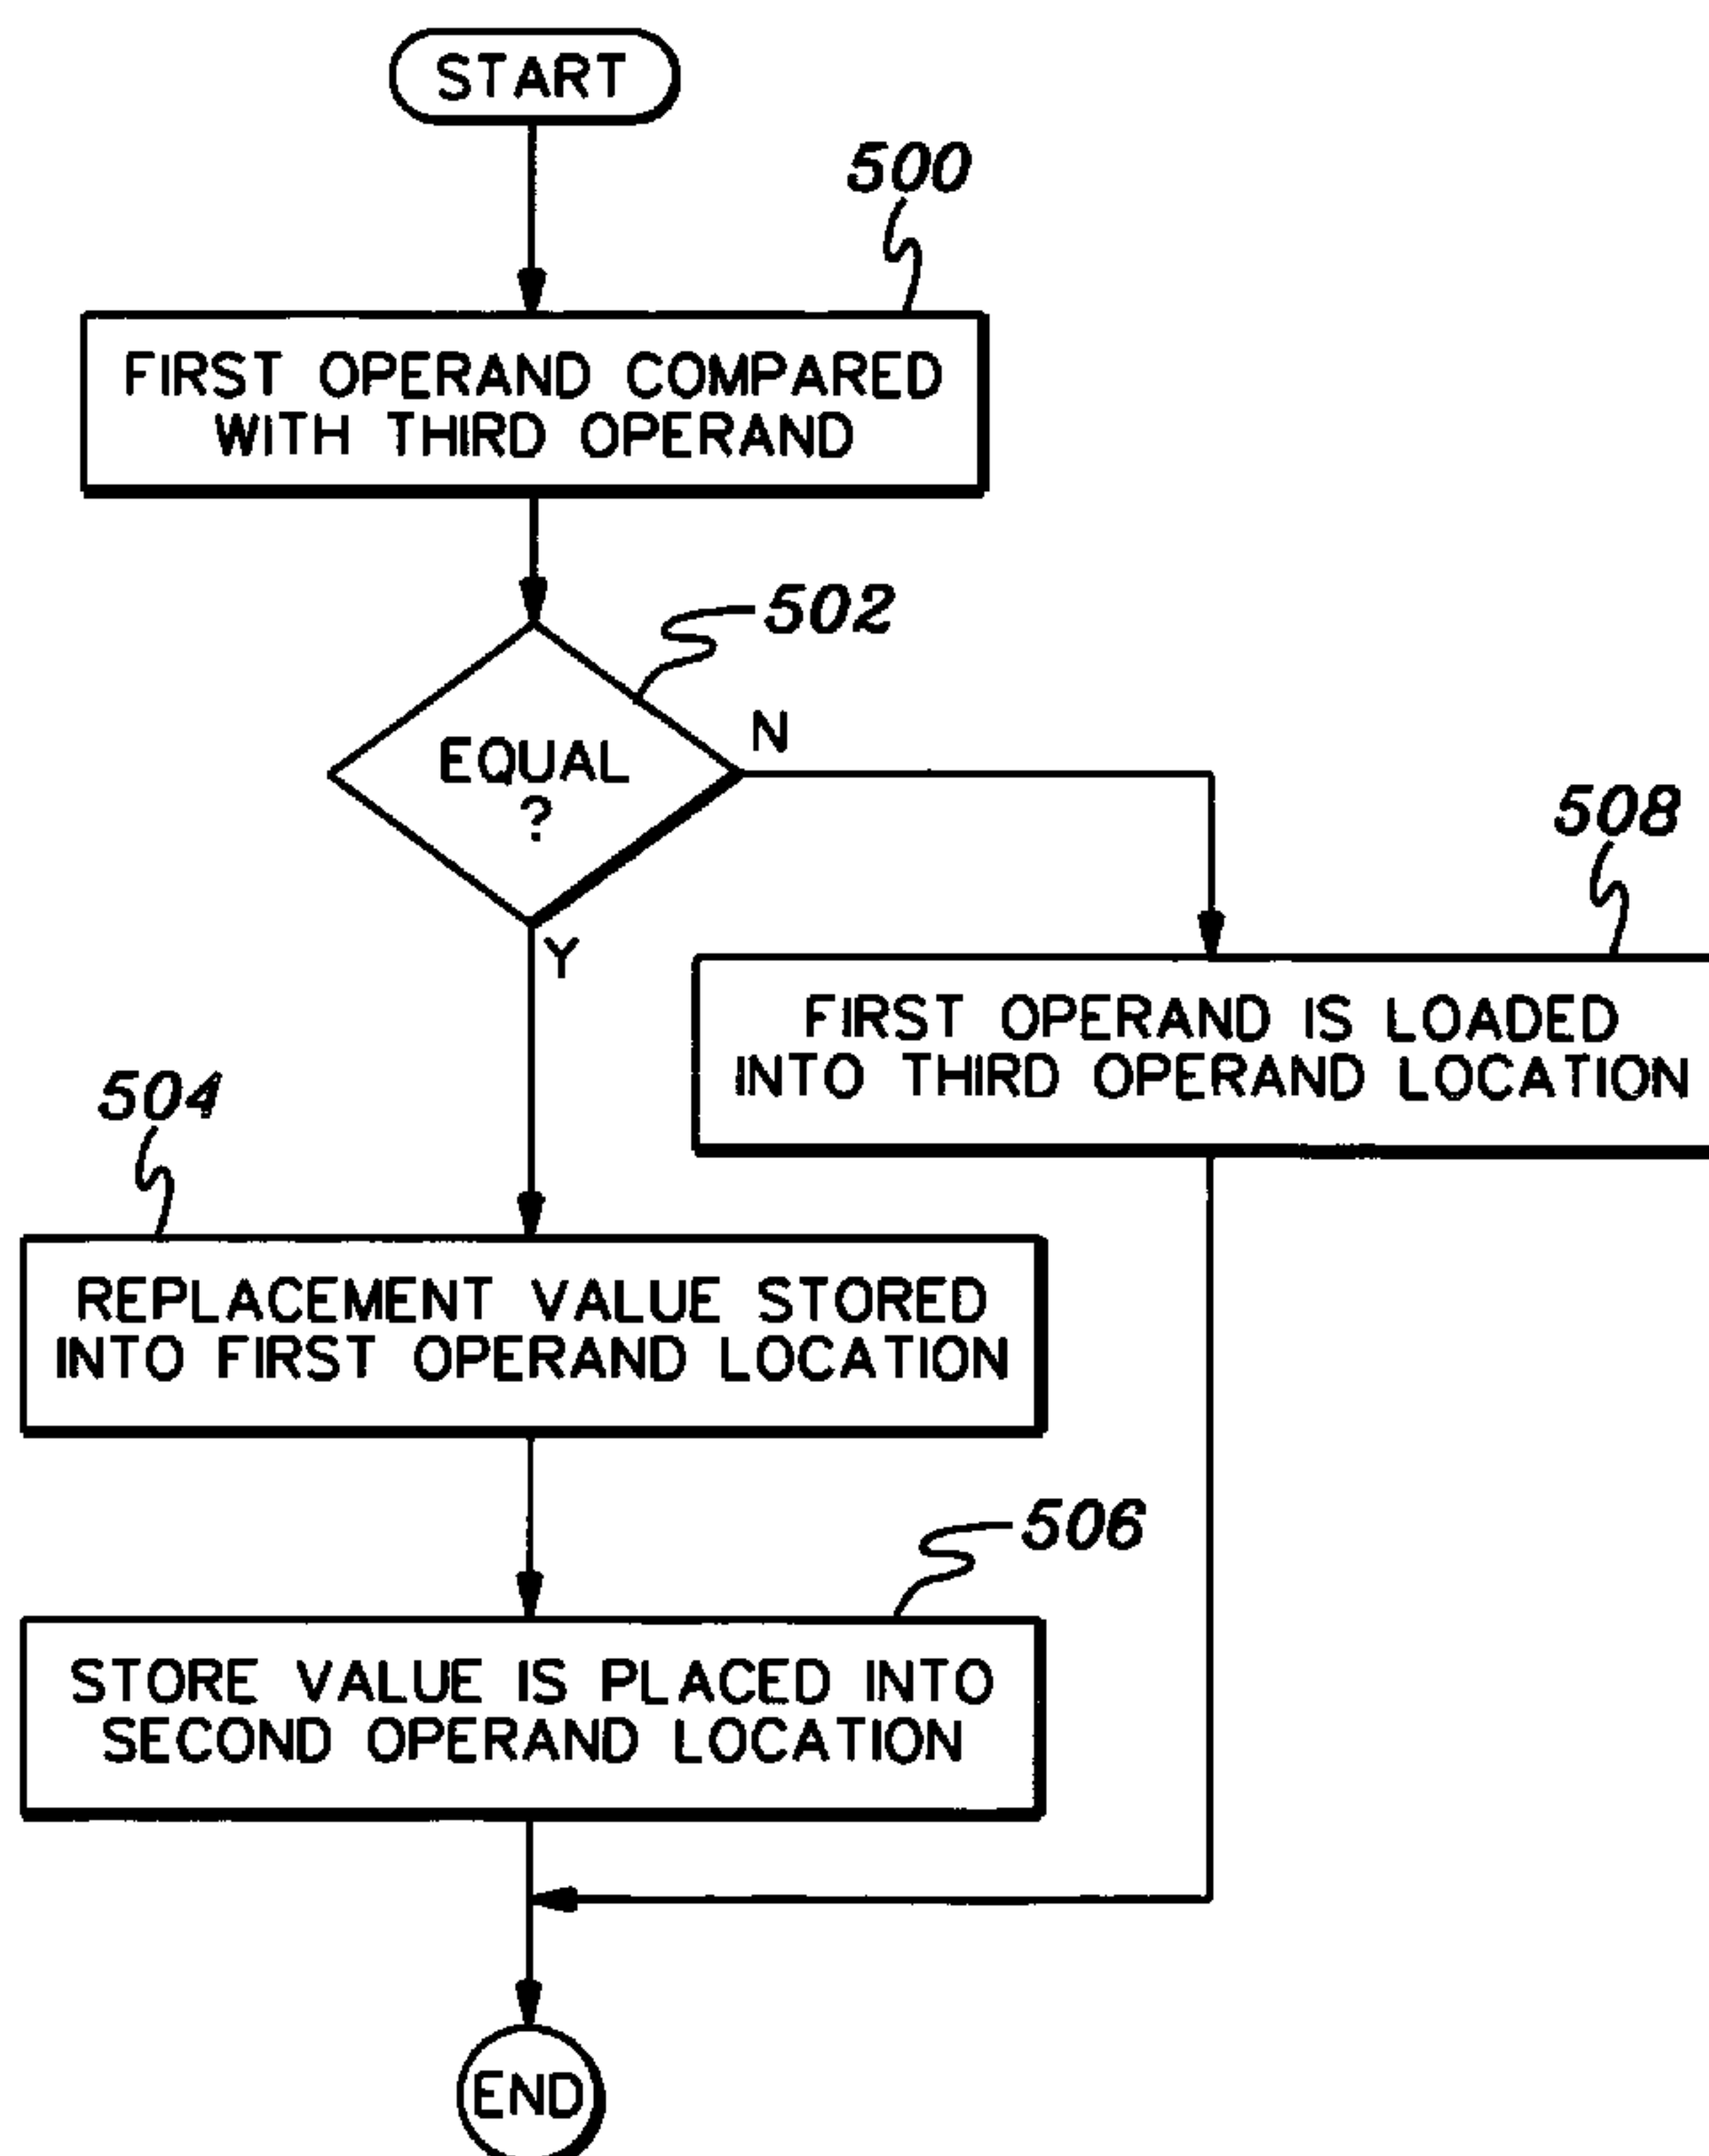 START
500
FIRST OPERAND COMPARED
WITH THIRD OPERAND
502
EQUAL
?
N
Y
508
FIRST OPERAND IS LOADED
INTO THIRD OPERAND LOCATION
504
REPLACEMENT VALUE STORED
INTO FIRST OPERAND LOCATION
506
STORE VALUE IS PLACED INTO
SECOND OPERAND LOCATION
END